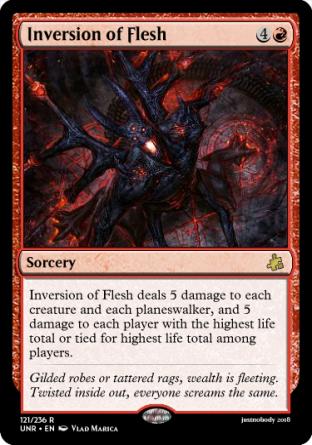 Inversion of Flesh 4
Sorcery
Inversion of Flesh deals 5 damage to each
creature and each planeswalker, and 5
damage to each player with the highest life
total or tied for highest life total among
players.
Gilded robes or tattered rags, wealth is fleeting.
Twisted inside out, everyone screams the same.
121/236 R
UNR • EN VLAD MARICA
justnobody 2018